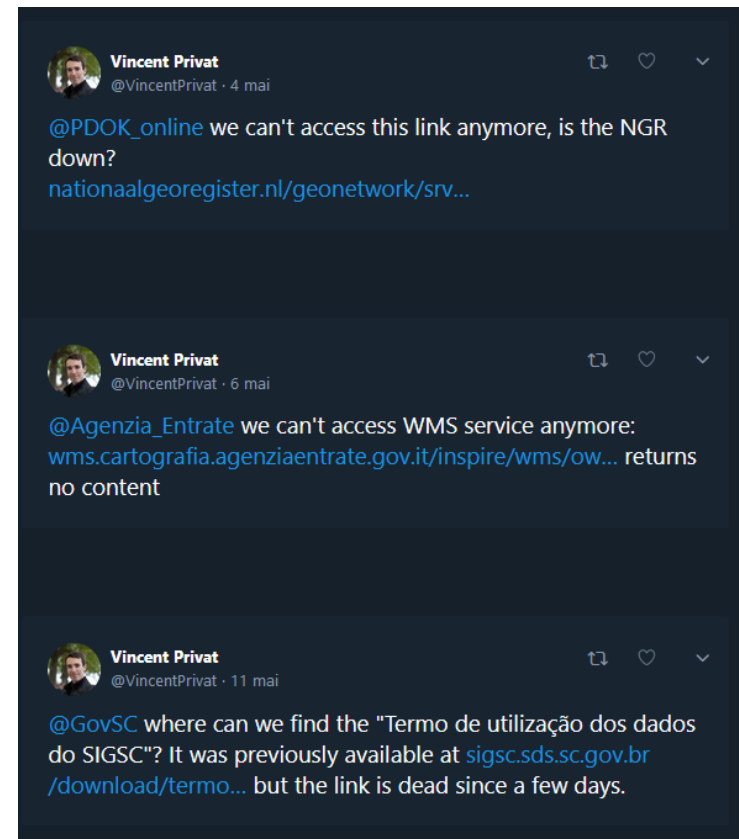 Vincent Privat
@VincentPrivat · 4 mai
@PDOK_online we can't access this link anymore, is the NGR
down?
nationaalgeoregister.nl/geonetwork/srv...
Vincent Privat
@VincentPrivat · 6 mai
@Agenzia_Entrate we can't access WMS service anymore:
wms.cartografia.agenziaentrate.gov.it/inspire/wms/ow... returns
no content
Vincent Privat
@VincentPrivat · 11 mai
@GovSC where can we find the "Termo de utilização dos dados
do SIGSC"? It was previously available at sigsc.sds.sc.gov.br
/download/termo... but the link is dead since a few days.